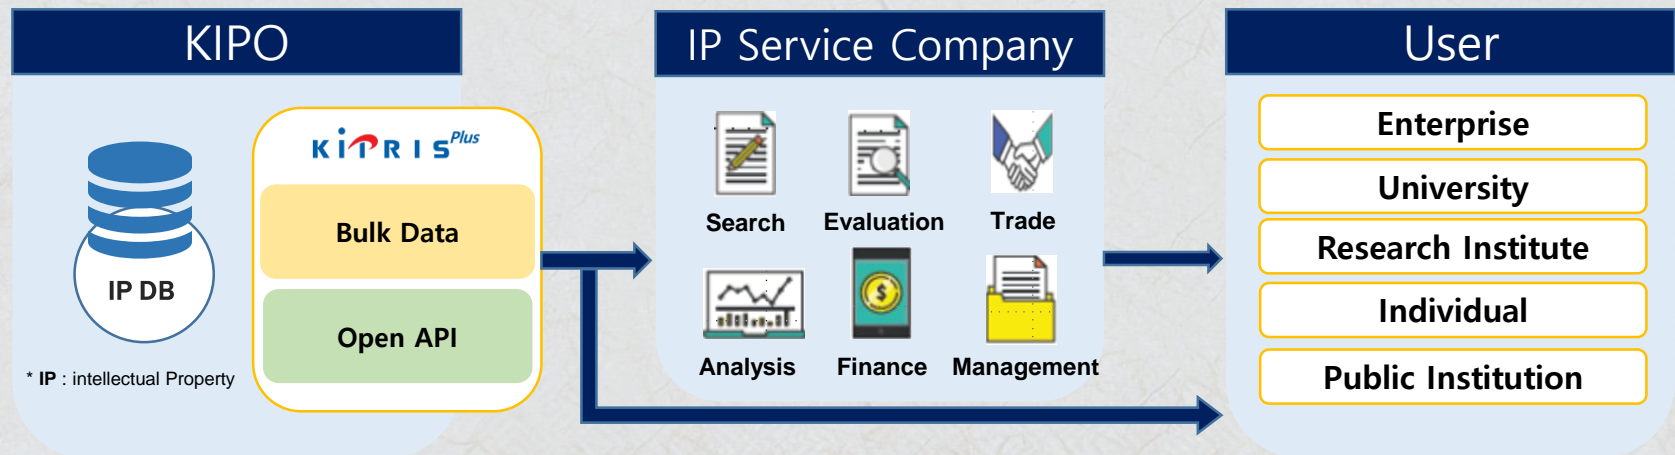 KIPO
IP DB
* IP : intellectual Property
KIPRIS Plus
Bulk Data
Open API
IP Service Company
Search
Evaluation
Trade
Analysis
Finance
Management
User
Enterprise
University
Research Institute
Individual
Public Institution